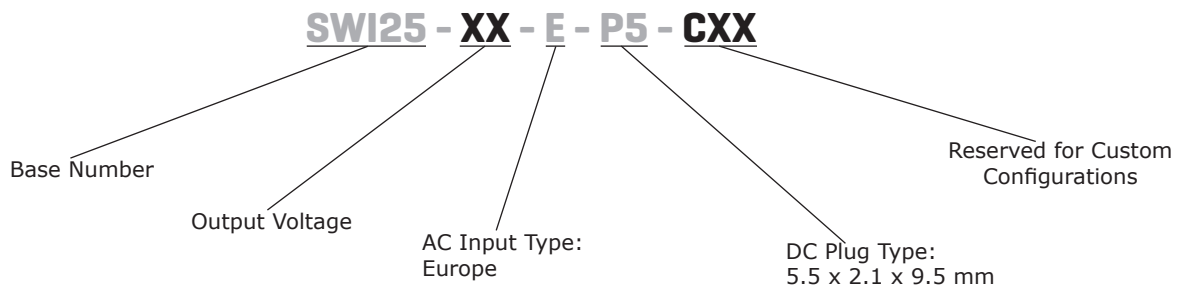 SWI25 - XX - E - P5 - CXX
Base Number
Output Voltage
AC Input Type:
Europe
DC Plug Type:
5.5 x 2.1 x 9.5 mm
Reserved for Custom
Configurations